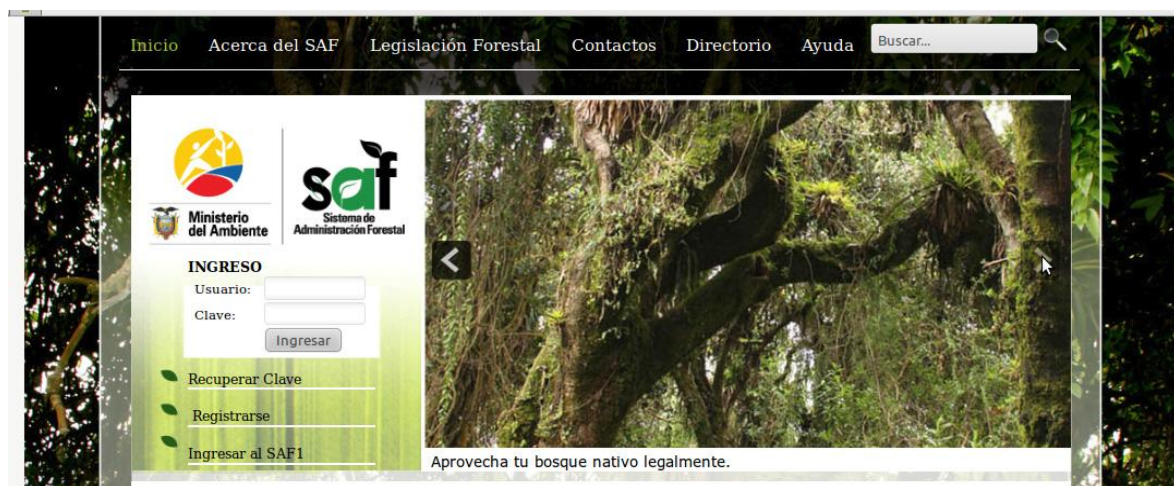 Inicio Acerca del SAF Legislación Forestal Contactos Directorio Ayuda Buscar...
Ministerio
del Ambiente
saf
Sistema de
Administración Forestal
INGRESO
Usuario:
Clave:
Ingresar
Recuperar Clave
Registrarse
Ingresar al SAF1
Aprovecha tu bosque nativo legalmente.